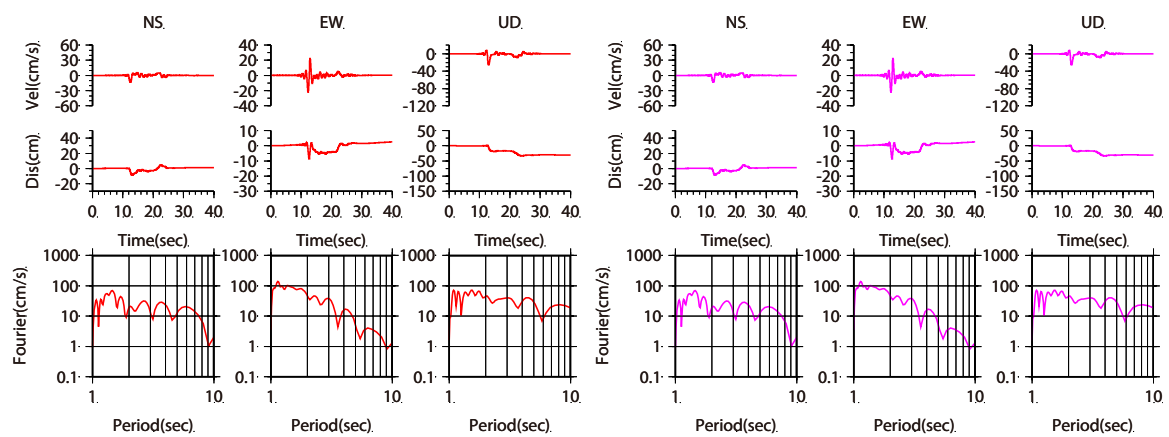 NS. EW. UD. NS. EW. UD.
Vel(cm/s). 60· 30· 0· -30· -60· 40· 20· 0· -20· -40· 0· -40· -80· -120· Vel(cm/s). 60· 30· 0· -30· -60· 40· 20· 0· -20· -40· 0· -40· -80· -120·
Dis(cm). 40· 20· 0· -20· 10· 0· -10· -20· -30· 50· 0· -50· -100· -150· Dis(cm). 40· 20· 0· -20· 10· 0· -10· -20· -30· 50· 0· -50· -100· -150·
0. 10. 20. 30. 40. 0. 10. 20. 30. 40. 0. 10. 20. 30. 40. 0. 10. 20. 30. 40. 0. 10. 20. 30. 40. 0. 10. 20. 30. 40.
Time(sec). Time(sec). Time(sec). Time(sec). Time(sec). Time(sec).
Fourier(cm/s). 1000· 100· 10· 1· 0.1· 1000· 100· 10· 1· 0.1· 1000· 100· 10· 1· 0.1· Fourier(cm/s). 1000· 100· 10· 1· 0.1· 1000· 100· 10· 1· 0.1· 1000· 100· 10· 1· 0.1·
1. 10. 1. 10. 1. 10. 1. 10. 1. 10. 1. 10.
Period(sec). Period(sec). Period(sec). Period(sec). Period(sec). Period(sec).